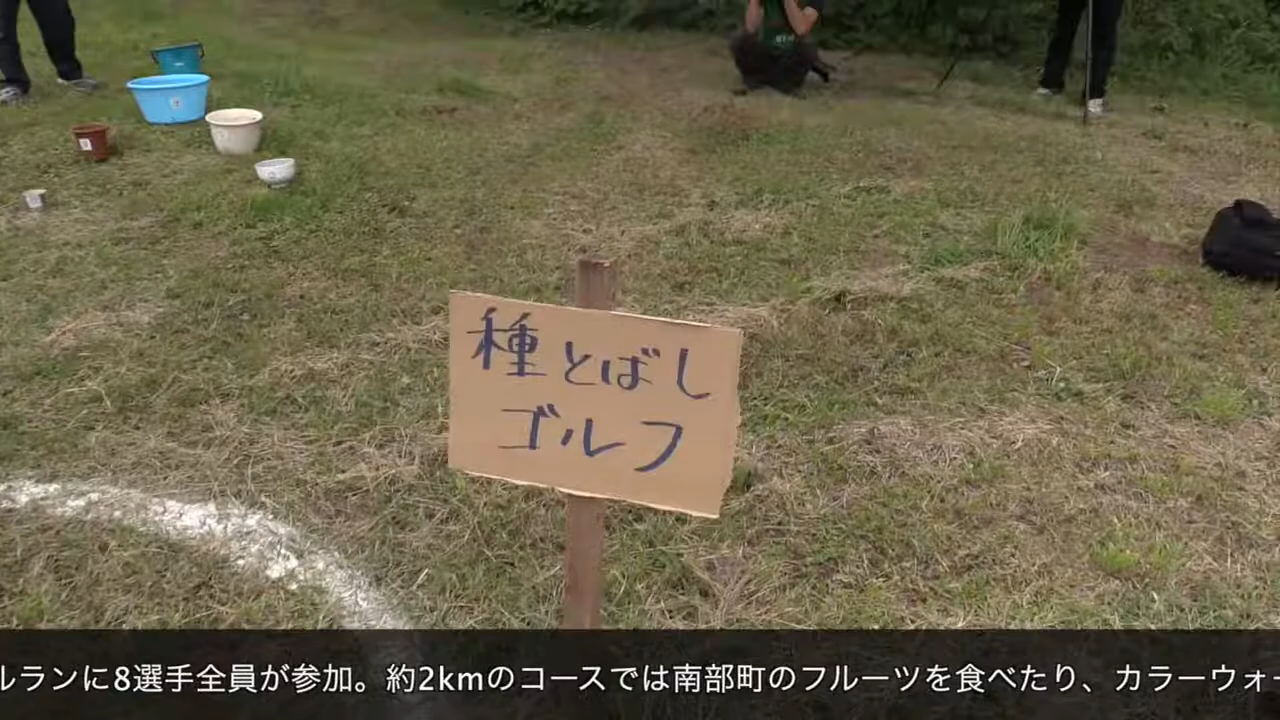 種とばし
ゴルフ
ルランに8選手全員が参加。約2kmのコースでは南部町のフルーツを食べたり、カラーウォー